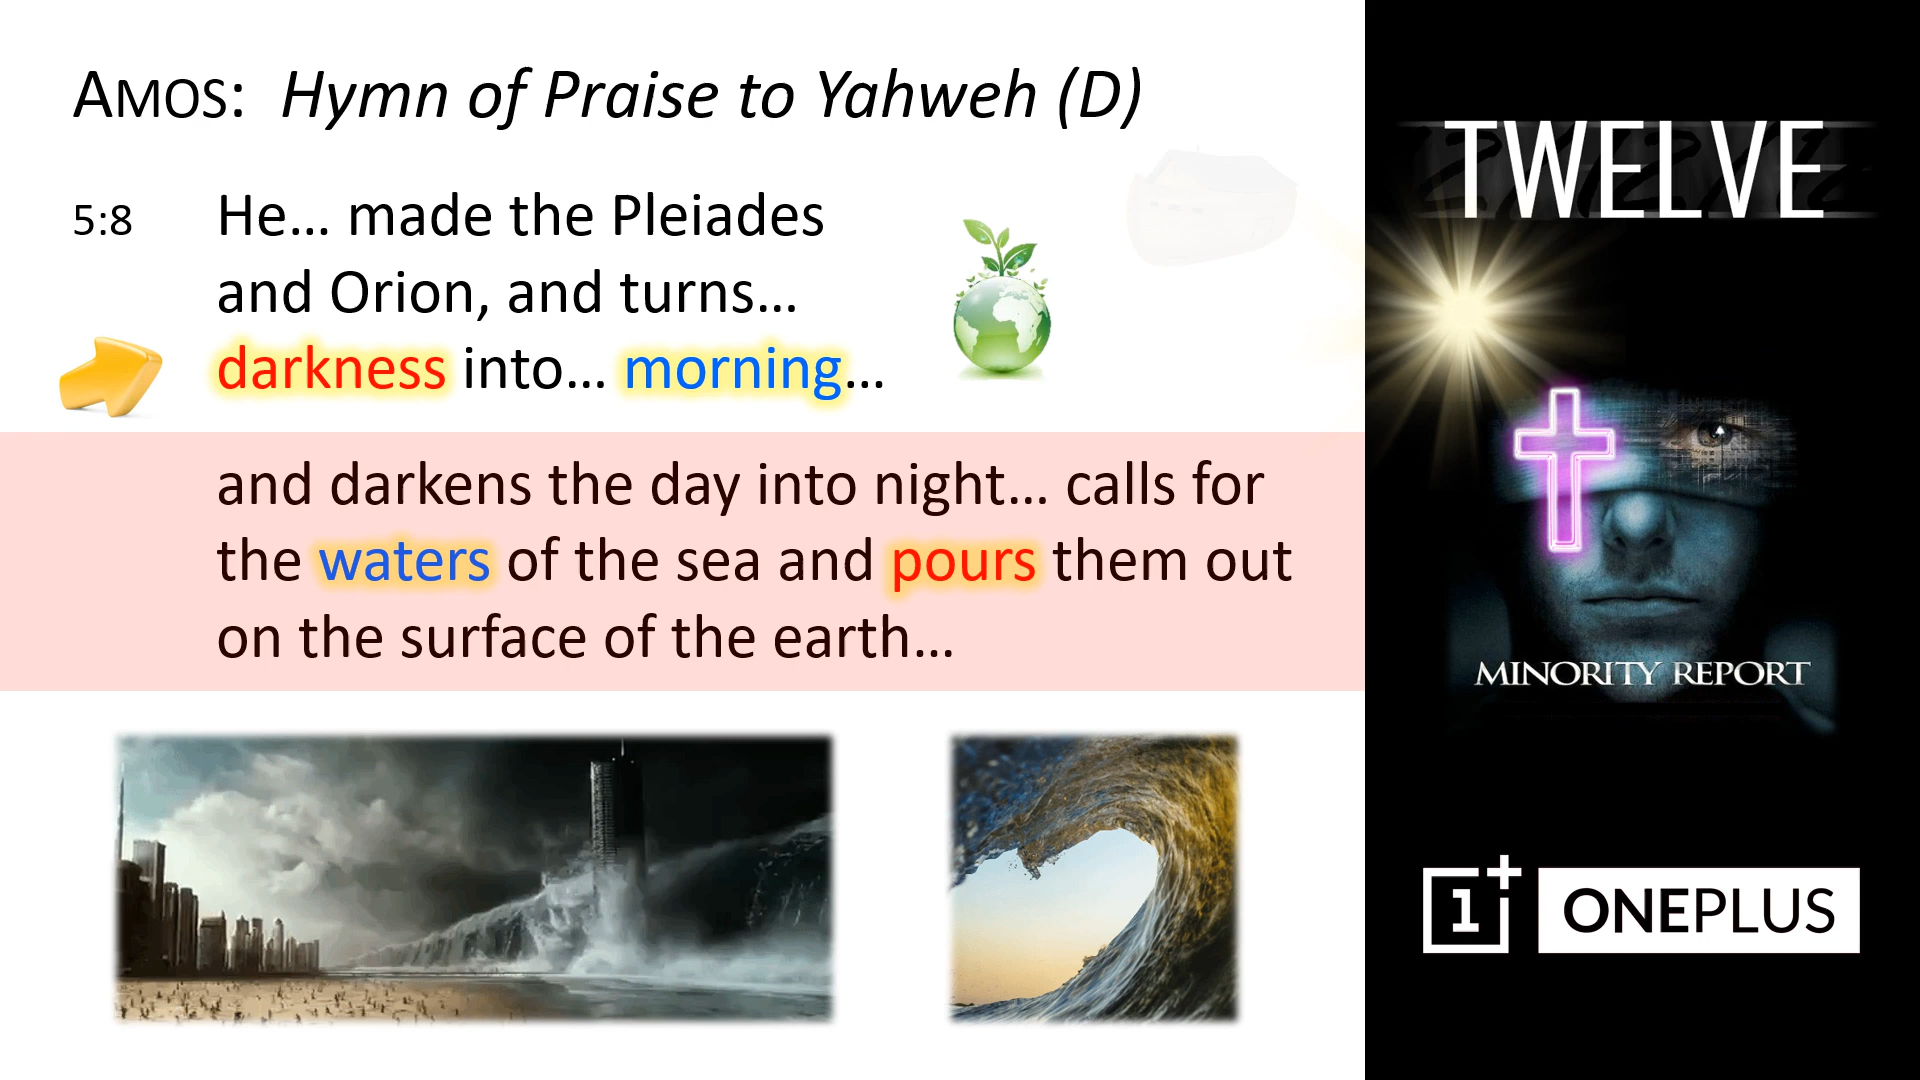 AMOS: Hymn of Praise to Yahweh (D)
5:8 He... made the Pleiades
and Orion, and turns...
darkness into... morning...
and darkens the day into night... calls for
the waters of the sea and pours them out
on the surface of the earth...
TWELVE
MINORITY REPORT
1+ ONEPLUS